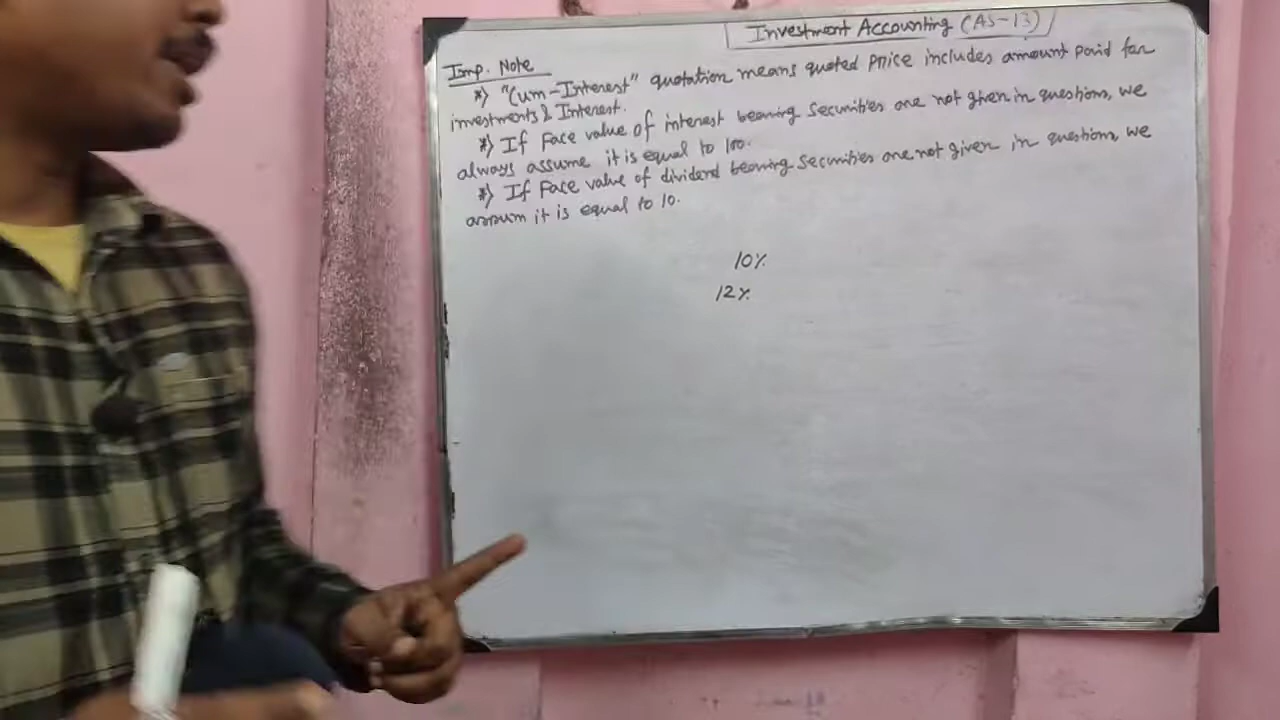 Investment Accounting (AS-13)
Imp. Note
*) "Cum-Interest" quotation means quoted price includes amount paid for
investments & Interest.
*) If Face value of interest bearing securities are not given in questions, we
always assume it is equal to 100.
*) If Face value of dividend bearing securities are not given in questions, we
assum it is equal to 10.
10%
12%